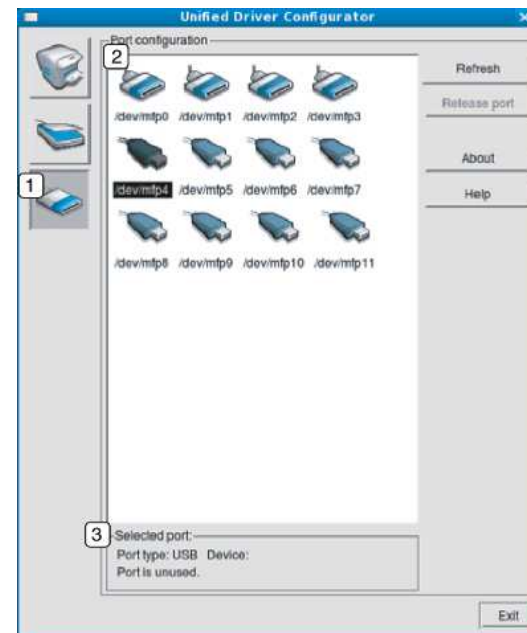 Unified Driver Configurator
Port configuration
2
Refresh
/dev/mfp0 /dev/mfp1 /dev/mfp2 /dev/mfp3
Release port
About
1
/dev/mfp4 /dev/mfp5 /dev/mfp6 /dev/mfp7
Help
/dev/mfp8 /dev/mfp9 /dev/mfp10 /dev/mfp11
3
Selected port:
Port type: USB Device:
Port is unused.
Exit